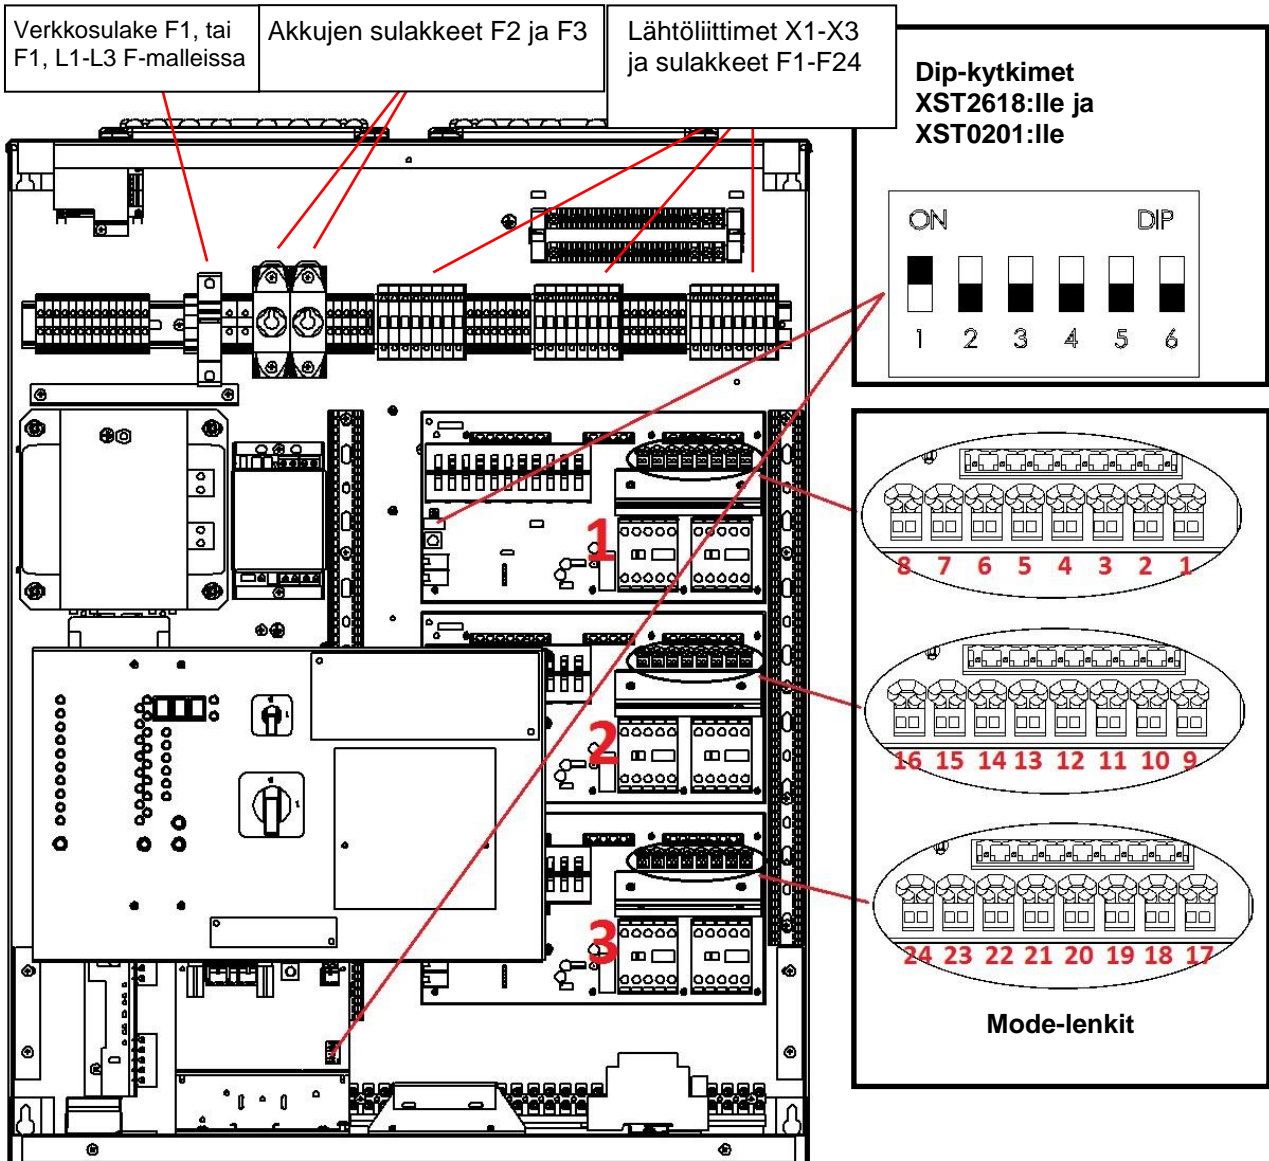 Verkkosulake F1, tai
F1, L1-L3 F-malleissa
Akkujen sulakkeet F2 ja F3
Lähtöliittimet X1-X3
ja sulakkeet F1-F24
Dip-kytkimet
XST2618:lle ja
XST0201:lle
ON DIP
1 2 3 4 5 6
1
8 7 6 5 4 3 2 1
2
16 15 14 13 12 11 10 9
3
24 23 22 21 20 19 18 17
Mode-lenkit